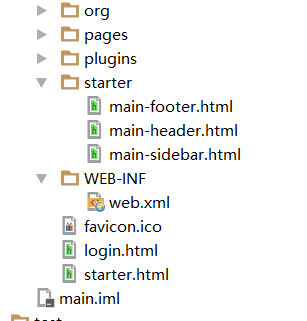 org
pages
plugins
starter
main-footer.html
main-header.html
main-sidebar.html
WEB-INF
web.xml
favicon.ico
login.html
starter.html
main.iml